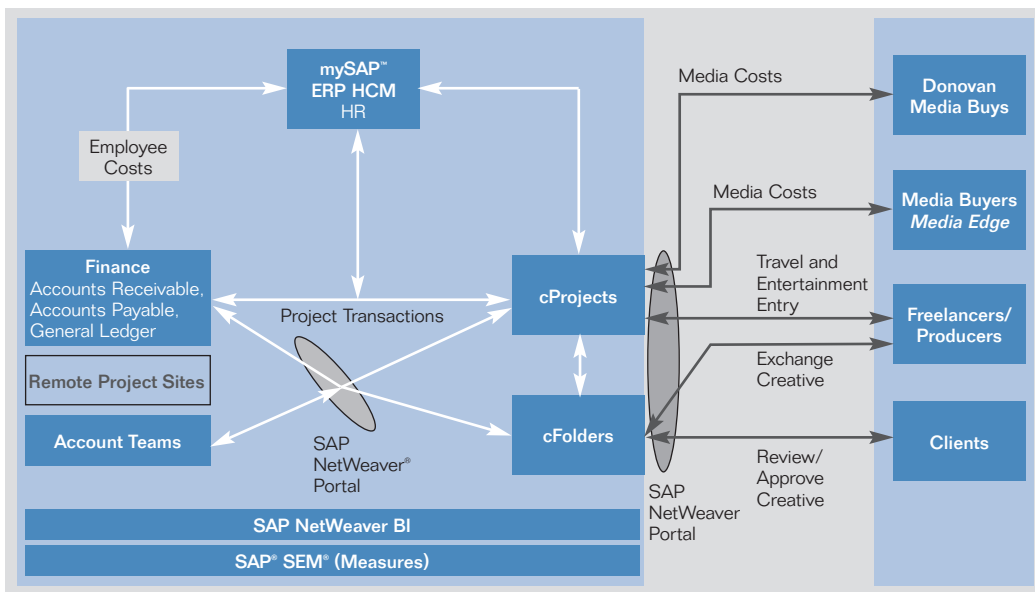 mySAP™
ERP HCM
HR
Employee
Costs
Finance
Accounts Receivable,
Accounts Payable,
General Ledger
Remote Project Sites
Account Teams
Project Transactions
SAP
NetWeaver®
Portal
cProjects
cFolders
SAP NetWeaver BI
SAP® SEM® (Measures)
Media Costs
Media Costs
Travel and
Entertainment
Entry
Exchange
Creative
Review/
Approve
Creative
SAP
NetWeaver
Portal
Donovan
Media Buys
Media Buyers
Media Edge
Freelancers/
Producers
Clients